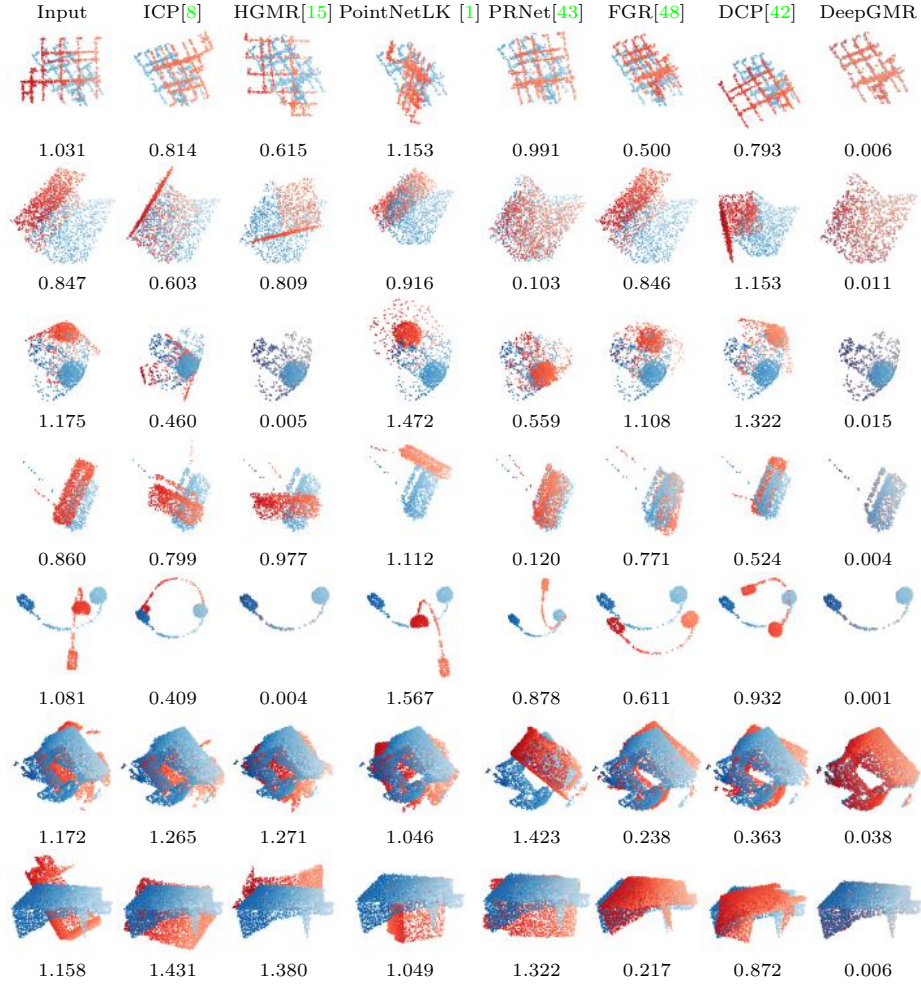 Input ICP[8] HGMR[15] PointNetLK [1] PRNet[43] FGR[48] DCP[42] DeepGMR
1.031 0.814 0.615 1.153 0.991 0.500 0.793 0.006
0.847 0.603 0.809 0.916 0.103 0.846 1.153 0.011
1.175 0.460 0.005 1.472 0.559 1.108 1.322 0.015
0.860 0.799 0.977 1.112 0.120 0.771 0.524 0.004
1.081 0.409 0.004 1.567 0.878 0.611 0.932 0.001
1.172 1.265 1.271 1.046 1.423 0.238 0.363 0.038
1.158 1.431 1.380 1.049 1.322 0.217 0.872 0.006